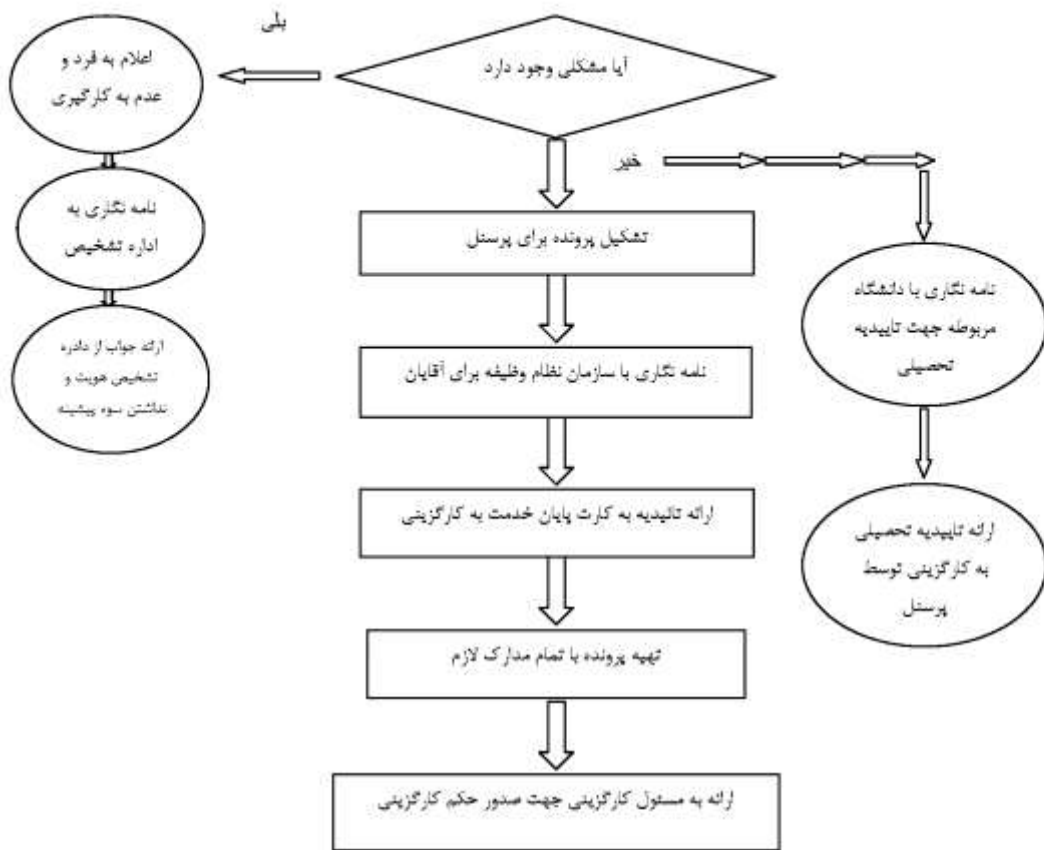 آیا مشکلی وجود دارد
بلی
اعلام به فرد و
عدم به کارگیری
نامه نگاری به
اداره تشخیص
ارائه جواب از داداره
تشخیص هویت و
نداشتن سوء پیشینه
خیر
تشکیل پرونده برای پرسنل
نامه نگاری با سازمان نظام وظیفه برای آقایان
ارائه تائیدیه به کارت پایان خدمت به کارگزینی
تهیه پرونده با تمام مدارک لازم
ارائه به مسئول کارگزینی جهت صدور حکم کارگزینی
نامه نگاری با دانشگاه
مربوطه جهت تاییدیه
تحصیلی
ارائه تاییدیه تحصیلی
به کارگزینی توسط
پرسنل